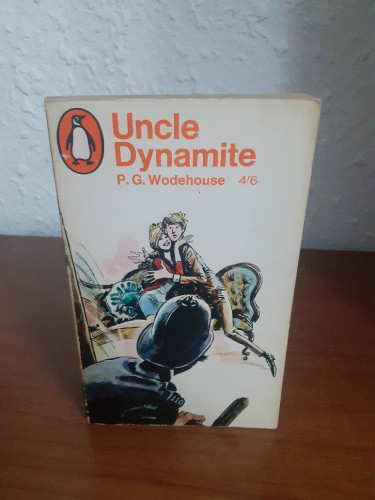 Uncle
Dynamite
P. G. Wodehouse 4/6